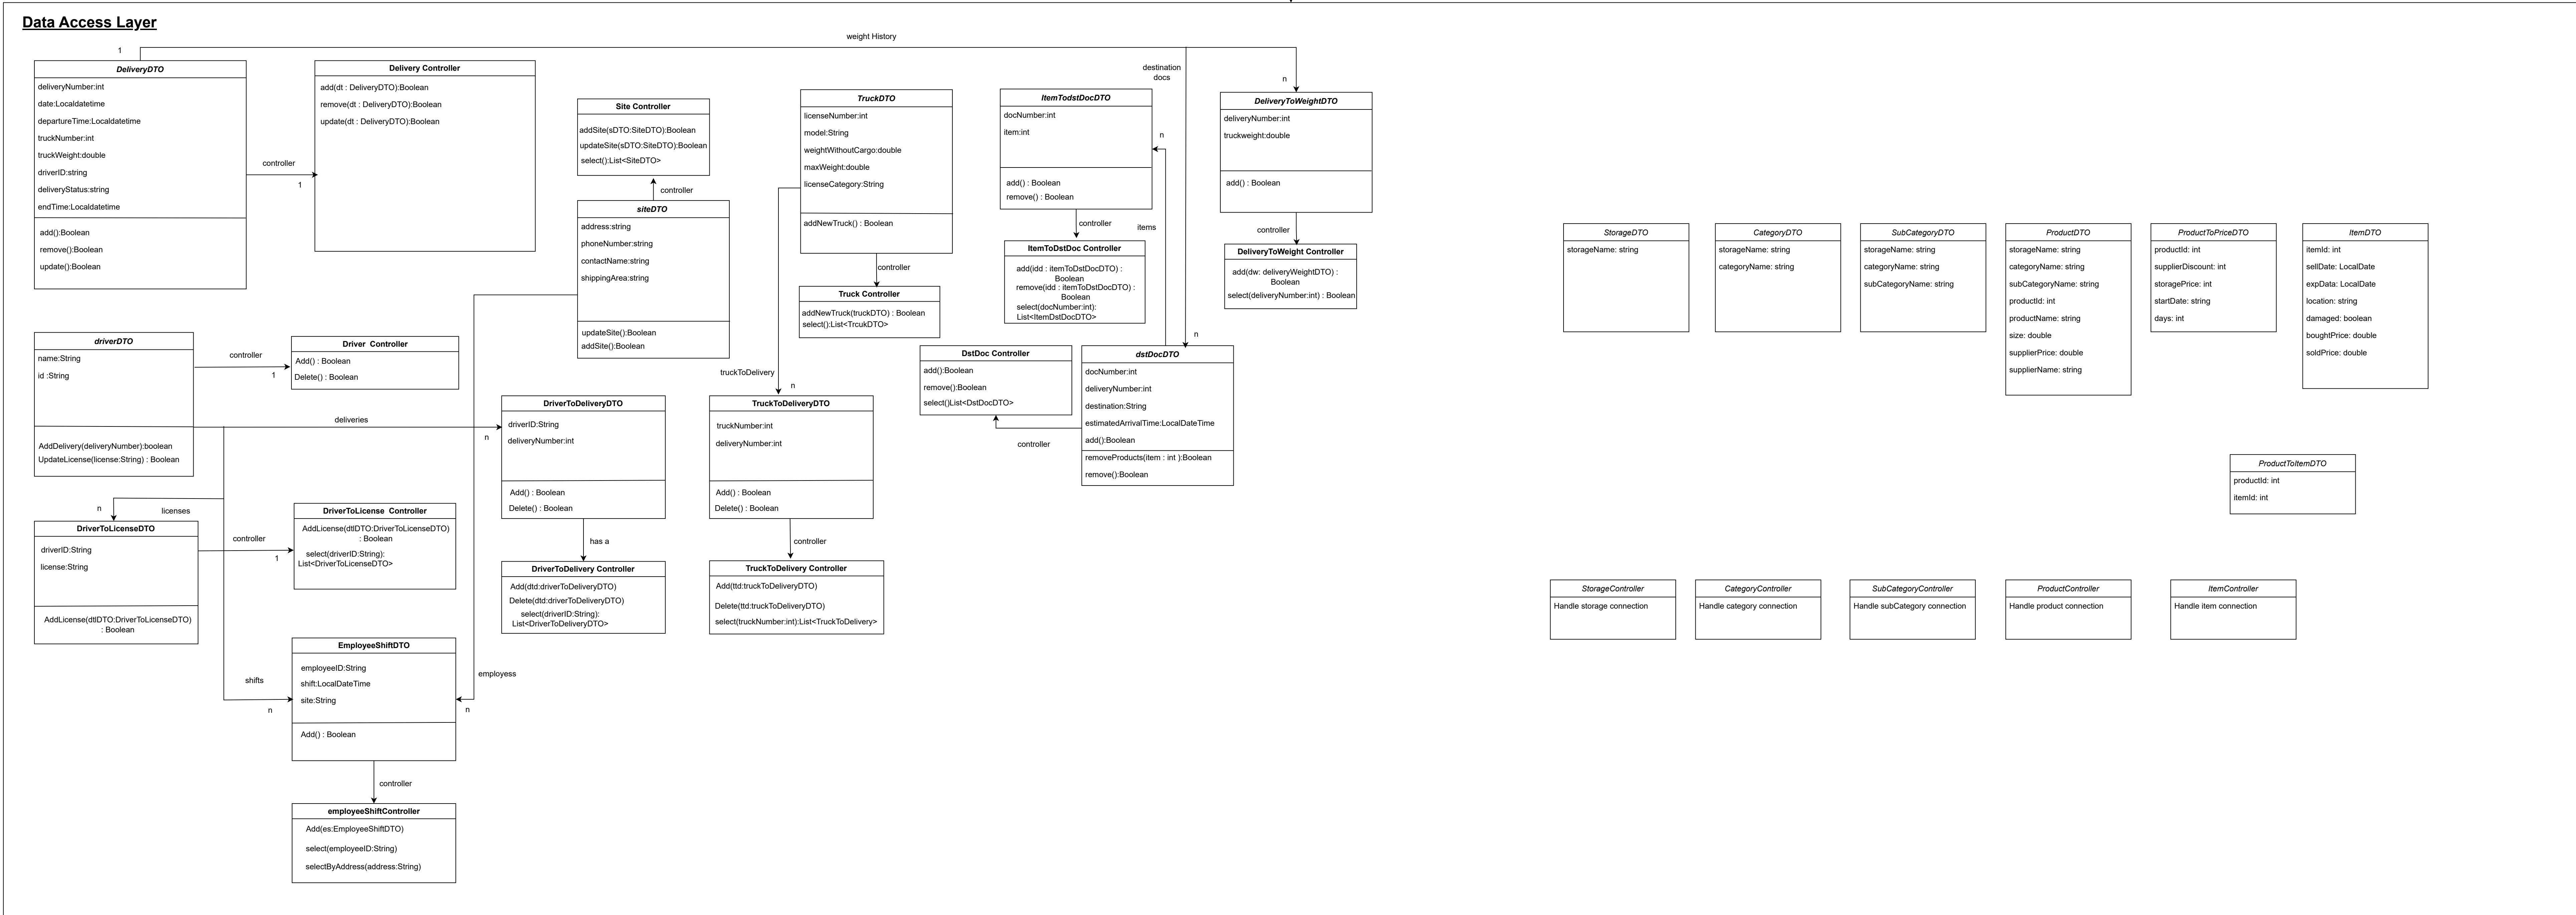 Data Access Layer
weight History
1
DeliveryDTO
deliveryNumber:int
date:Localdatetime
departureTime:Localdatetime
truckNumber:int
truckWeight:double
driverID:string
deliveryStatus:string
endTime:Localdatetime
add():Boolean
remove():Boolean
update():Boolean
controller
1
Delivery Controller
add(dt : DeliveryDTO):Boolean
remove(dt : DeliveryDTO):Boolean
update(dt : DeliveryDTO):Boolean
Site Controller
addSite(sDTO:SiteDTO):Boolean
updateSite(sDTO:SiteDTO):Boolean
select():List<SiteDTO>
controller
siteDTO
address:string
phoneNumber:string
contactName:string
shippingArea:string
updateSite():Boolean
addSite():Boolean
TruckDTO
licenseNumber:int
model:String
weightWithoutCargo:double
maxWeight:double
licenseCategory:String
addNewTruck() : Boolean
controller
Truck Controller
addNewTruck(truckDTO) : Boolean
select():List<TrcukDTO>
truckToDelivery
n
ItemTodstDocDTO
docNumber:int
item:int
add() : Boolean
remove() : Boolean
controller
items
n
ItemToDstDoc Controller
add(idd : itemToDstDocDTO) :
Boolean
remove(idd : itemToDstDocDTO) :
Boolean
select(docNumber:int):
List<ItemDstDocDTO>
destination
docs
n
n
DeliveryToWeightDTO
deliveryNumber:int
truckweight:double
add() : Boolean
controller
DeliveryToWeight Controller
add(dw: deliveryWeightDTO) :
Boolean
select(deliveryNumber:int) : Boolean
DstDoc Controller
add():Boolean
remove():Boolean
select()List<DstDocDTO>
controller
dstDocDTO
docNumber:int
deliveryNumber:int
destination:String
estimatedArrivalTime:LocalDateTime
add():Boolean
removeProducts(item : int ):Boolean
remove():Boolean
driverDTO
name:String
id :String
AddDelivery(deliveryNumber):boolean
UpdateLicense(license:String) : Boolean
controller
1
Driver  Controller
Add() : Boolean
Delete() : Boolean
deliveries
n
DriverToDeliveryDTO
driverID:String
deliveryNumber:int
Add() : Boolean
Delete() : Boolean
has a
DriverToDelivery Controller
Add(dtd:driverToDeliveryDTO)
Delete(dtd:driverToDeliveryDTO)
select(driverID:String):
List<DriverToDeliveryDTO>
TruckToDeliveryDTO
truckNumber:int
deliveryNumber:int
Add() : Boolean
Delete() : Boolean
controller
TruckToDelivery Controller
Add(ttd:truckToDeliveryDTO)
Delete(ttd:truckToDeliveryDTO)
select(truckNumber:int):List<TruckToDelivery>
n
licenses
DriverToLicenseDTO
driverID:String
license:String
AddLicense(dtlDTO:DriverToLicenseDTO)
: Boolean
controller
1
DriverToLicense  Controller
AddLicense(dtlDTO:DriverToLicenseDTO)
: Boolean
select(driverID:String):
List<DriverToLicenseDTO>
shifts
n
employess
n
EmployeeShiftDTO
employeeID:String
shift:LocalDateTime
site:String
Add() : Boolean
controller
employeeShiftController
Add(es:EmployeeShiftDTO)
select(employeeID:String)
selectByAddress(address:String)
StorageDTO
storageName: string
CategoryDTO
storageName: string
categoryName: string
SubCategoryDTO
storageName: string
categoryName: string
subCategoryName: string
ProductDTO
storageName: string
categoryName: string
subCategoryName: string
productId: int
productName: string
size: double
supplierPrice: double
supplierName: string
ProductToPriceDTO
productId: int
supplierDiscount: int
storagePrice: int
startDate: string
days: int
ItemDTO
itemId: int
sellDate: LocalDate
expData: LocalDate
location: string
damaged: boolean
boughtPrice: double
soldPrice: double
ProductToItemDTO
productId: int
itemId: int
StorageController
Handle storage connection
CategoryController
Handle category connection
SubCategoryController
Handle subCategory connection
ProductController
Handle product connection
ItemController
Handle item connection